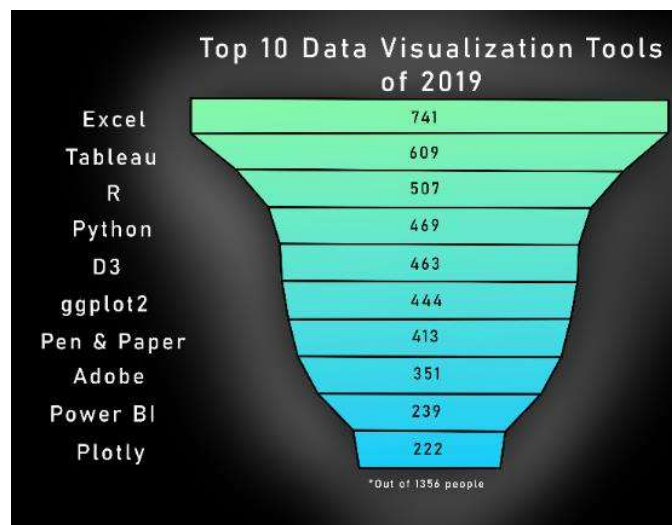 Top 10 Data Visualization Tools
of 2019
Excel 741
Tableau 609
R 507
Python 469
D3 463
ggplot2 444
Pen & Paper 413
Adobe 351
Power BI 239
Plotly 222
*Out of 1356 people